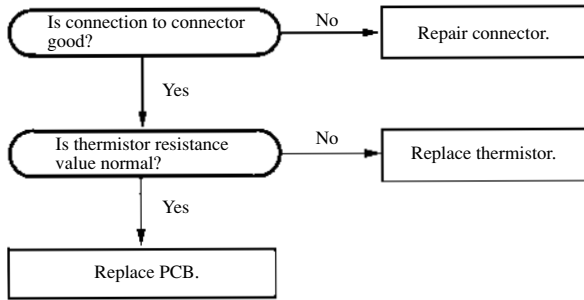 Is connection to connector
good?
No
Repair connector.
Yes
Is thermistor resistance
value normal?
No
Replace thermistor.
Yes
Replace PCB.